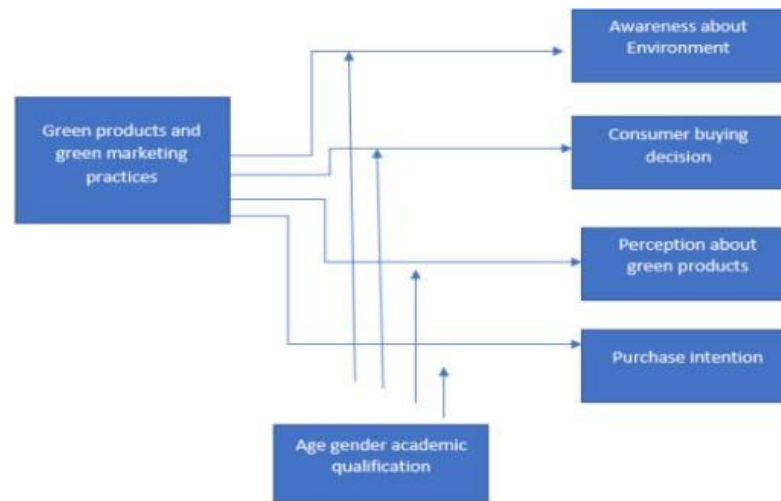 Awareness about
Environment
Green products and
green marketing
practices
Consumer buying
decision
Perception about
green products
Purchase intention
Age gender academic
qualification